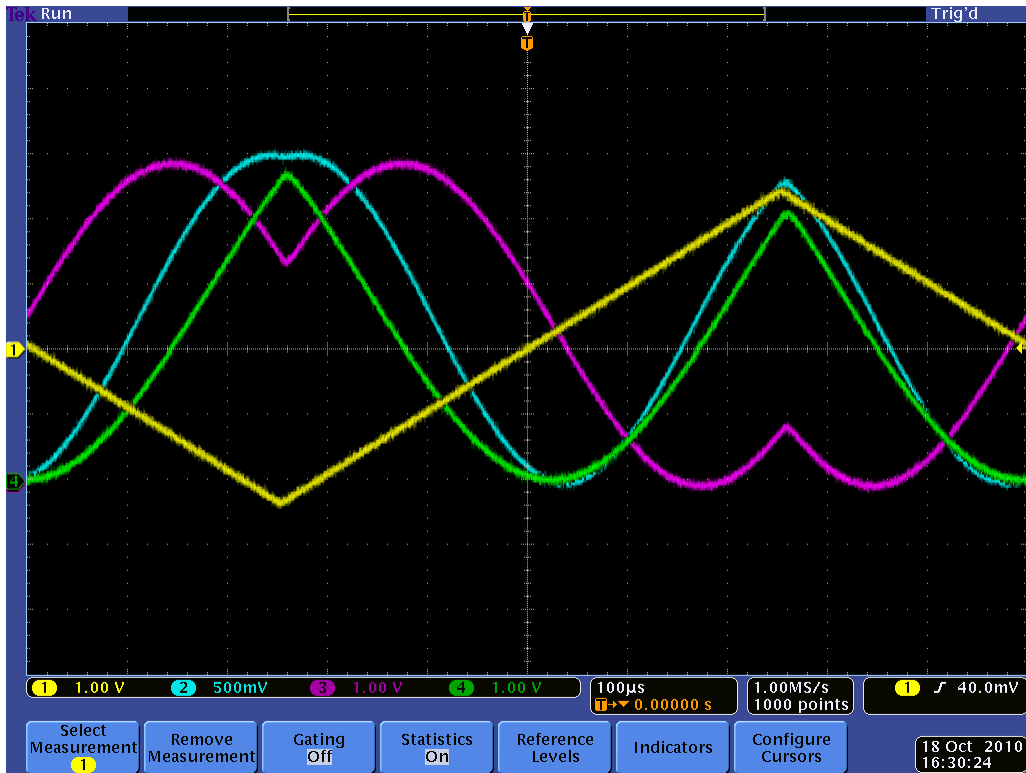 Tek Run Trig'd
T
T
1
4
1 1.00 V 2 500mV 3 1.00 V 4 1.00 V
100µs
T→▼ 0.00000 s
1.00MS/s
1000 points
1 ∫ 40.0mV
Select
Measurement
1
Remove
Measurement
Gating
Off
Statistics
On
Reference
Levels
Indicators
Configure
Cursors
18 Oct 2010
16:30:24